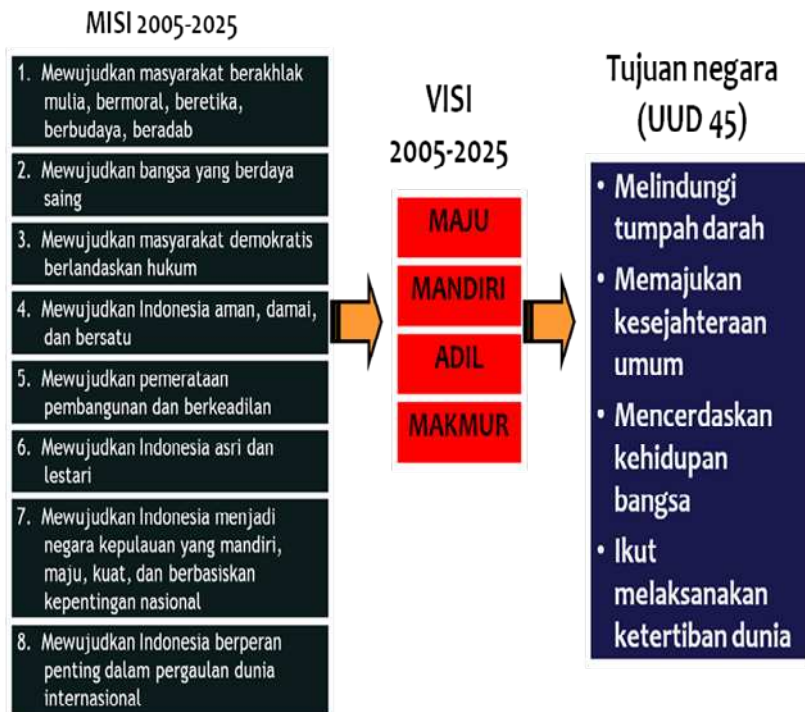 MISI 2005-2025
1. Mewujudkan masyarakat berakhlak
mulia, bermoral, beretika,
berbudaya, beradab
2. Mewujudkan bangsa yang berdaya
saing
3. Mewujudkan masyarakat demokratis
berlandaskan hukum
4. Mewujudkan Indonesia aman, damai,
dan bersatu
5. Mewujudkan pemerataan
pembangunan dan berkeadilan
6. Mewujudkan Indonesia asri dan
lestari
7. Mewujudkan Indonesia menjadi
negara kepulauan yang mandiri,
maju, kuat, dan berbasiskan
kepentingan nasional
8. Mewujudkan Indonesia berperan
penting dalam pergaulan dunia
internasional
VISI
2005-2025
MAJU
MANDIRI
ADIL
MAKMUR
Tujuan negara
(UUD 45)
• Melindungi
tumpah darah
• Memajukan
kesejahteraan
umum
• Mencerdaskan
kehidupan
bangsa
• Ikut
melaksanakan
ketertiban dunia